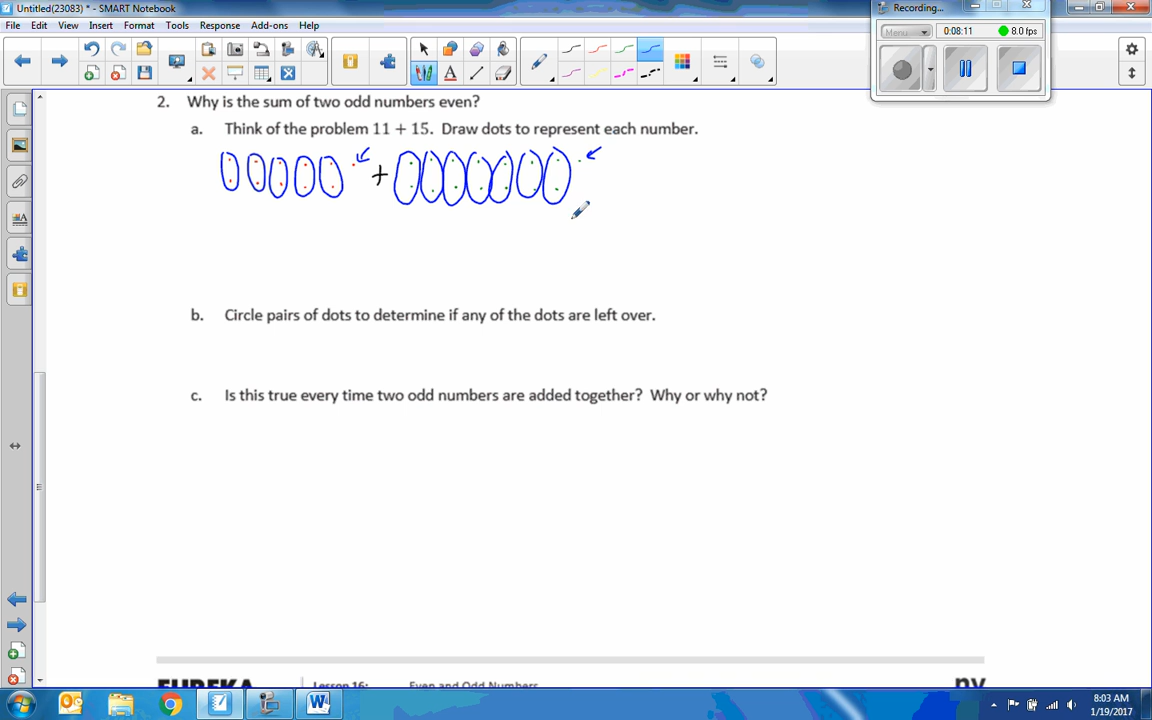 Untitled(23083) * - SMART Notebook
Recording...
File Edit View Insert Format Tools Response Add-ons Help
Menu 0:08:11 8.0 fps
2. Why is the sum of two odd numbers even?
a. Think of the problem 11 + 15. Draw dots to represent each number.
+
b. Circle pairs of dots to determine if any of the dots are left over.
c. Is this true every time two odd numbers are added together? Why or why not?
EUREKA Lesson 16: Even and Odd Numbers ny
8:03 AM
1/19/2017